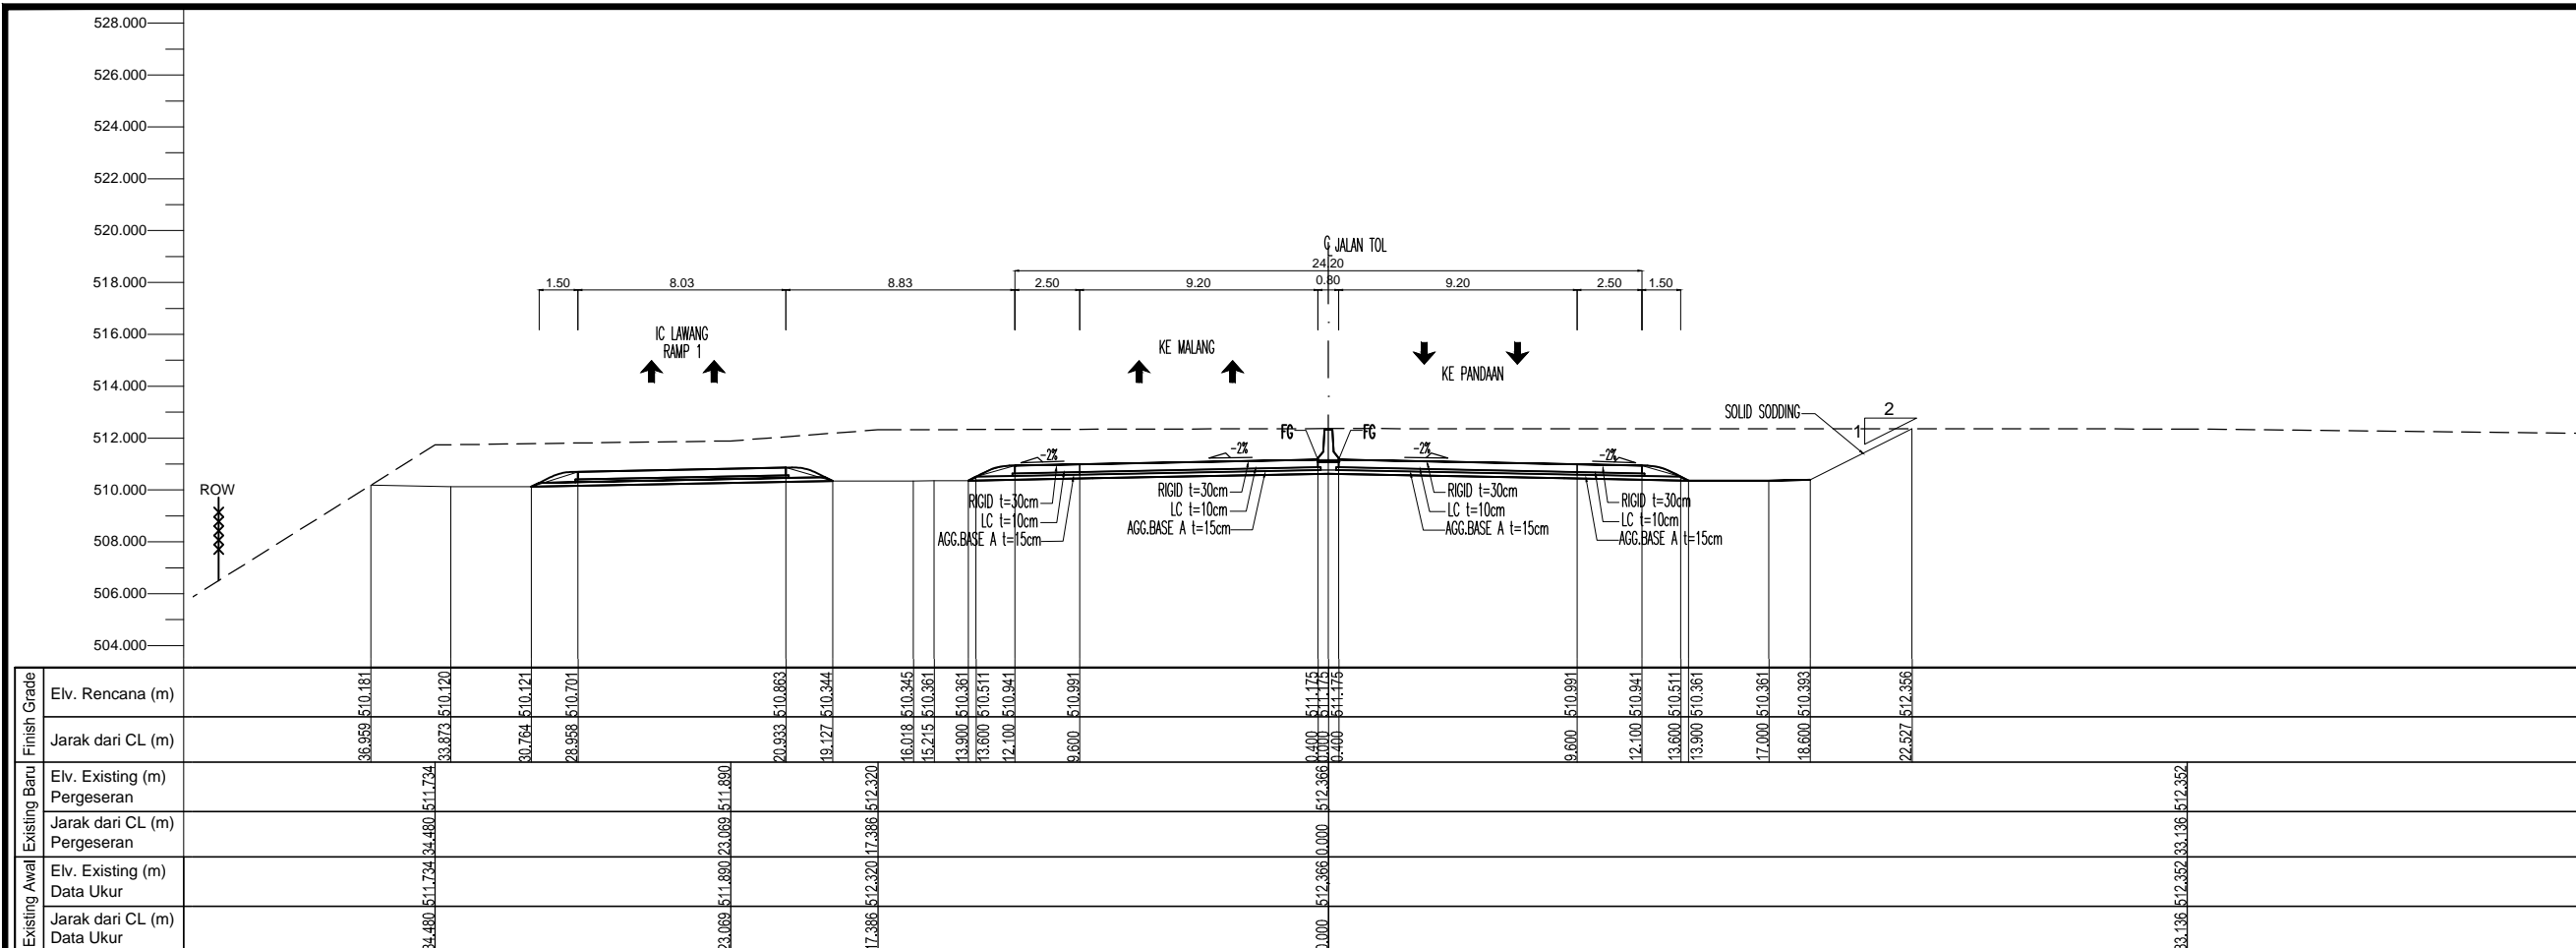 528.000
526.000
524.000
522.000
520.000
518.000
516.000
514.000
512.000
510.000
508.000
506.000
504.000
JALAN TOL
24.20
1.50
8.03
8.83
2.50
9.20
0.80
9.20
2.50
1.50
IC LAWANG
RAMP 1
KE MALANG
KE PANDAAN
SOLID SODDING
2
1
FG
FG
-2%
-2%
-2%
-2%
ROW
RIGID t=30cm
LC t=10cm
AGG.BASE A t=15cm
RIGID t=30cm
LC t=10cm
AGG.BASE A t=15cm
RIGID t=30cm
LC t=10cm
AGG.BASE A t=15cm
RIGID t=30cm
LC t=10cm
AGG.BASE A t=15cm
Finish Grade
Elv. Rencana (m)
510.181
510.120
510.121
510.701
510.863
510.344
510.345
510.361
510.361
510.511
510.941
510.991
511.175
511.175
511.175
510.991
510.941
510.511
510.361
510.361
510.393
512.356
Jarak dari CL (m)
36.959
33.873
30.764
28.958
20.933
19.127
16.018
15.215
13.900
13.600
12.100
9.600
0.400
0.000
0.400
9.600
12.100
13.600
13.900
17.000
18.600
22.527
Existing Baru
Elv. Existing (m)
Pergeseran
511.734
511.890
512.320
512.366
512.352
Jarak dari CL (m)
Pergeseran
34.480
23.069
17.386
0.000
33.136
Existing Awal
Elv. Existing (m)
Data Ukur
511.734
511.890
512.320
512.366
512.352
Jarak dari CL (m)
Data Ukur
34.480
23.069
17.386
0.000
33.136